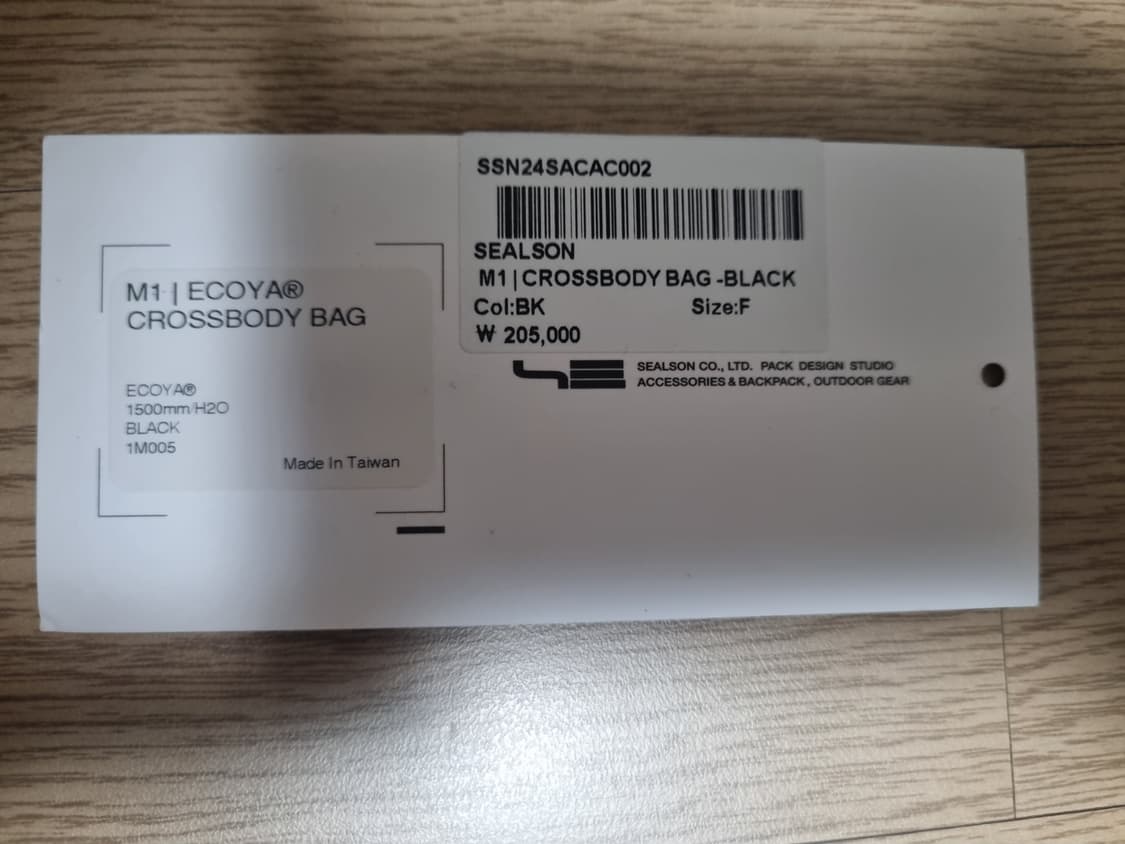 M1 | ECOYA®
CROSSBODY BAG
ECOYA®
1500mm/H2O
BLACK
1M005
Made In Taiwan
SSN24SACAC002
SEALSON
M1 | CROSSBODY BAG -BLACK
Col:BK Size:F
₩ 205,000
SEALSON CO., LTD. PACK DESIGN STUDIO
ACCESSORIES & BACKPACK, OUTDOOR GEAR